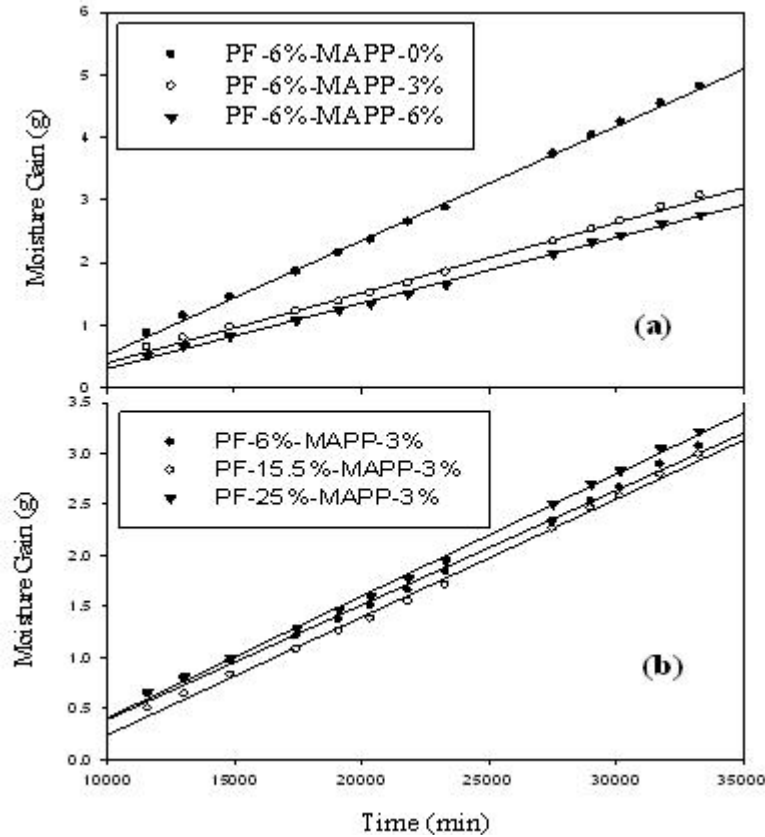 6
PF-6%-MAPP-0%
PF-6%-MAPP-3%
PF-6%-MAPP-6%
5
4
3
2
1
0
Moisture Gain (g)
(a)
3.5
PF-6%-MAPP-3%
PF-15.5%-MAPP-3%
PF-25%-MAPP-3%
3.0
2.5
2.0
1.5
1.0
0.5
0.0
Moisture Gain (g)
(b)
10000 15000 20000 25000 30000 35000
Time (min)